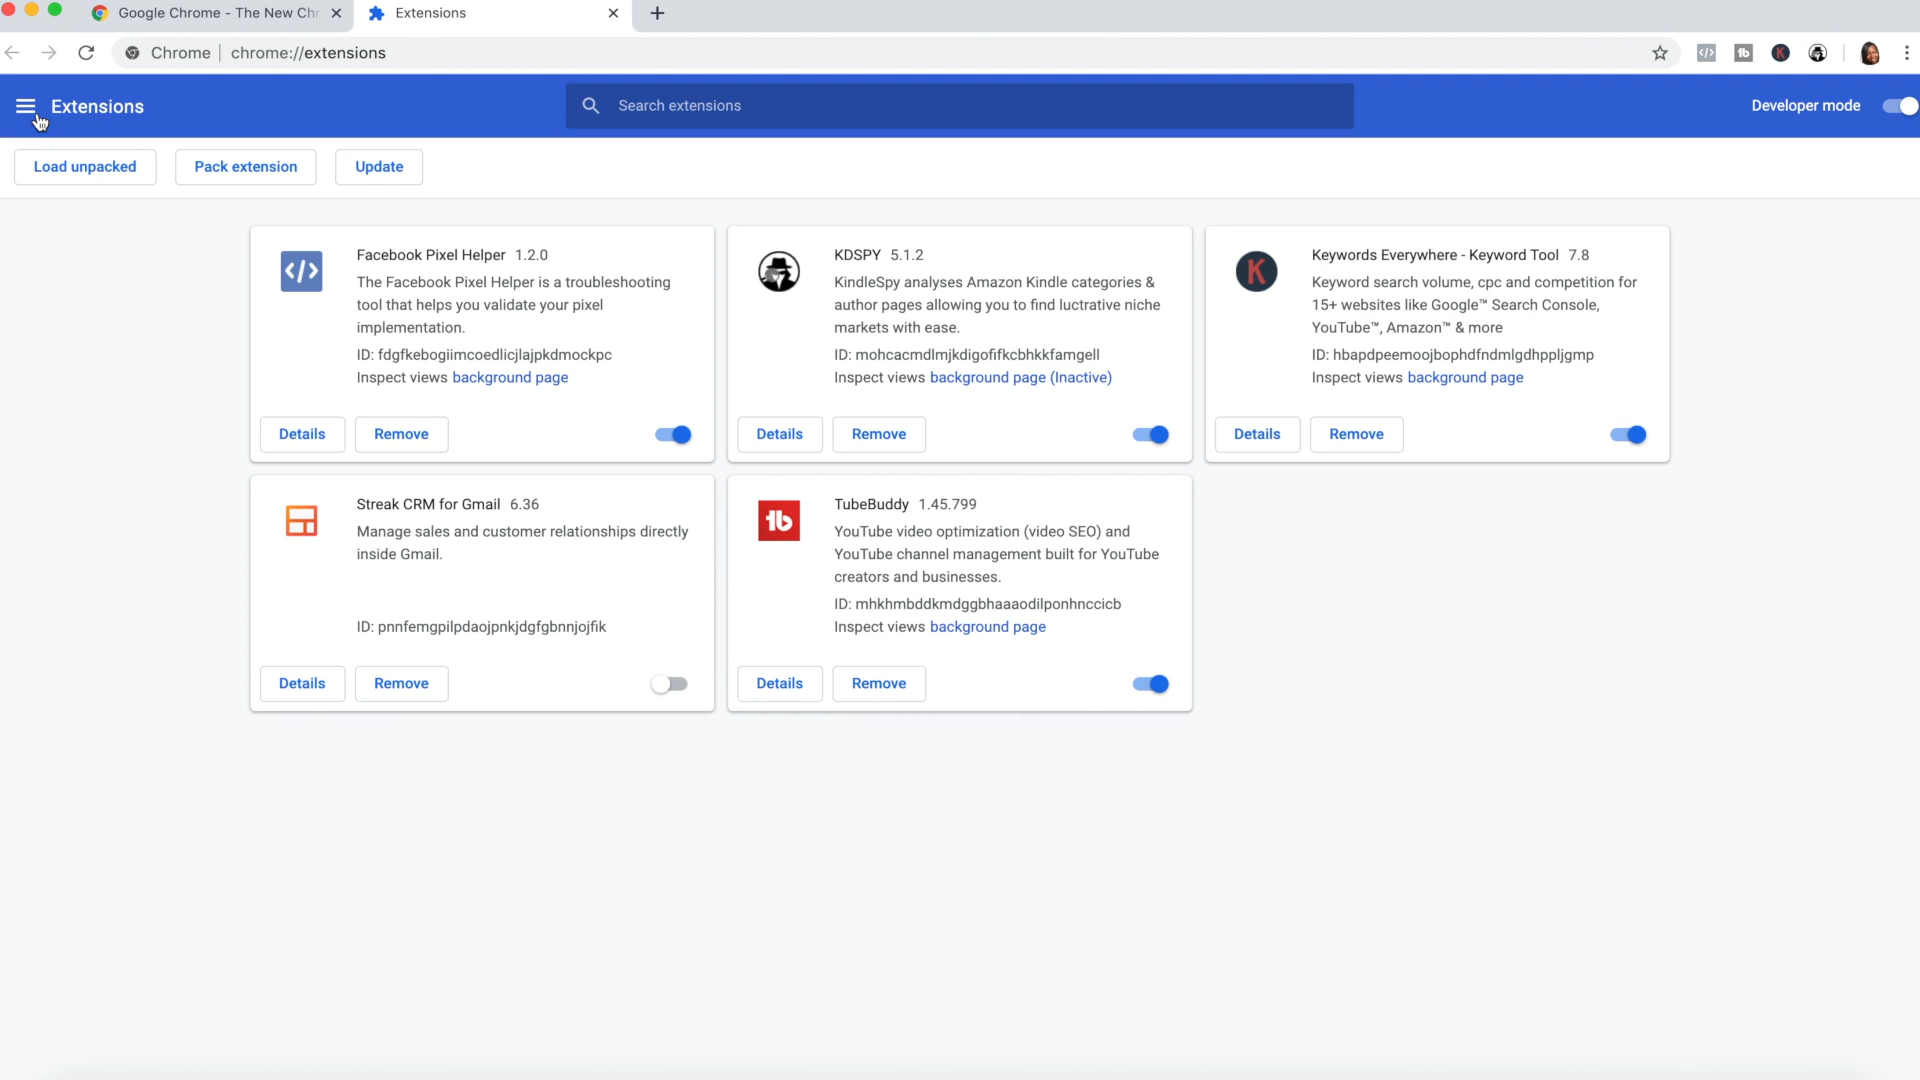 Google Chrome - The New Chr
Extensions
Chrome | chrome://extensions
Extensions
Search extensions
Developer mode
Load unpacked
Pack extension
Update
Facebook Pixel Helper 1.2.0
The Facebook Pixel Helper is a troubleshooting
tool that helps you validate your pixel
implementation.
ID: fdgfkebogiimcoedlicjlajpkdmockpc
Inspect views background page
Details
Remove
KDSPY 5.1.2
KindleSpy analyses Amazon Kindle categories &
author pages allowing you to find luctrative niche
markets with ease.
ID: mohcacmdlmjkdigofifkcbhkkfamgell
Inspect views background page (Inactive)
Details
Remove
K
Keywords Everywhere - Keyword Tool 7.8
Keyword search volume, cpc and competition for
15+ websites like Google™ Search Console,
YouTube™, Amazon™ & more
ID: hbapdpeemoojbophdfndmlgdhppljgmp
Inspect views background page
Details
Remove
Streak CRM for Gmail 6.36
Manage sales and customer relationships directly
inside Gmail.
ID: pnnfemgpilpdaojpnkjdgfgbnnjojfik
Details
Remove
tb
TubeBuddy 1.45.799
YouTube video optimization (video SEO) and
YouTube channel management built for YouTube
creators and businesses.
ID: mhkhmbddkmdggbhaaaodilponhnccicb
Inspect views background page
Details
Remove